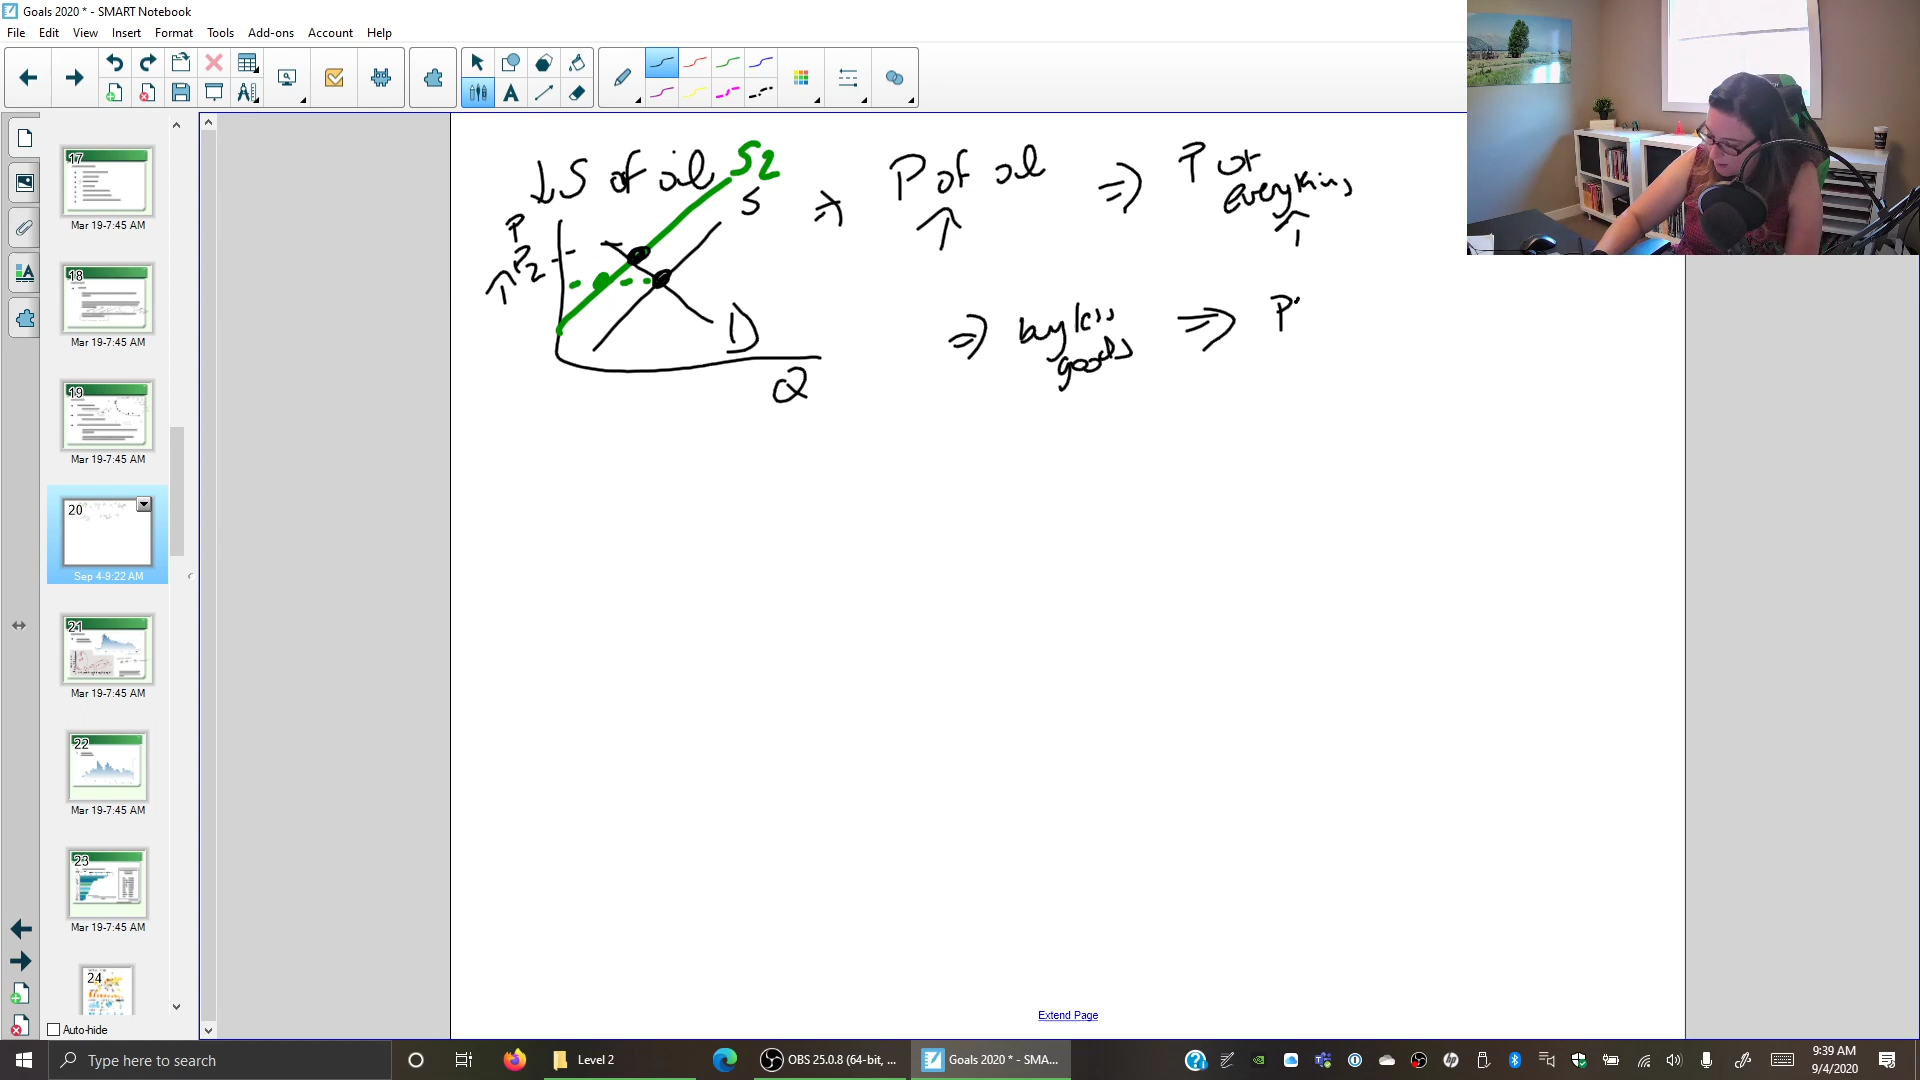 Goals 2020 * - SMART Notebook
File Edit View Insert Format Tools Add-ons Account Help
17
Mar 19-7:45 AM
18
Mar 19-7:45 AM
19
Mar 19-7:45 AM
20
Sep 4-9:22 AM
21
Mar 19-7:45 AM
22
Mar 19-7:45 AM
23
Mar 19-7:45 AM
24
Auto-hide
↓S of oil S2 ⇒ P of oil ⇒ P of
everything
↑ ↑
S
P
↑P2
D
Q
⇒ buy less ⇒ P
goods
Extend Page
Type here to search
Level 2
OBS 25.0.8 (64-bit, ...
Goals 2020 * - SMA...
9:39 AM
9/4/2020